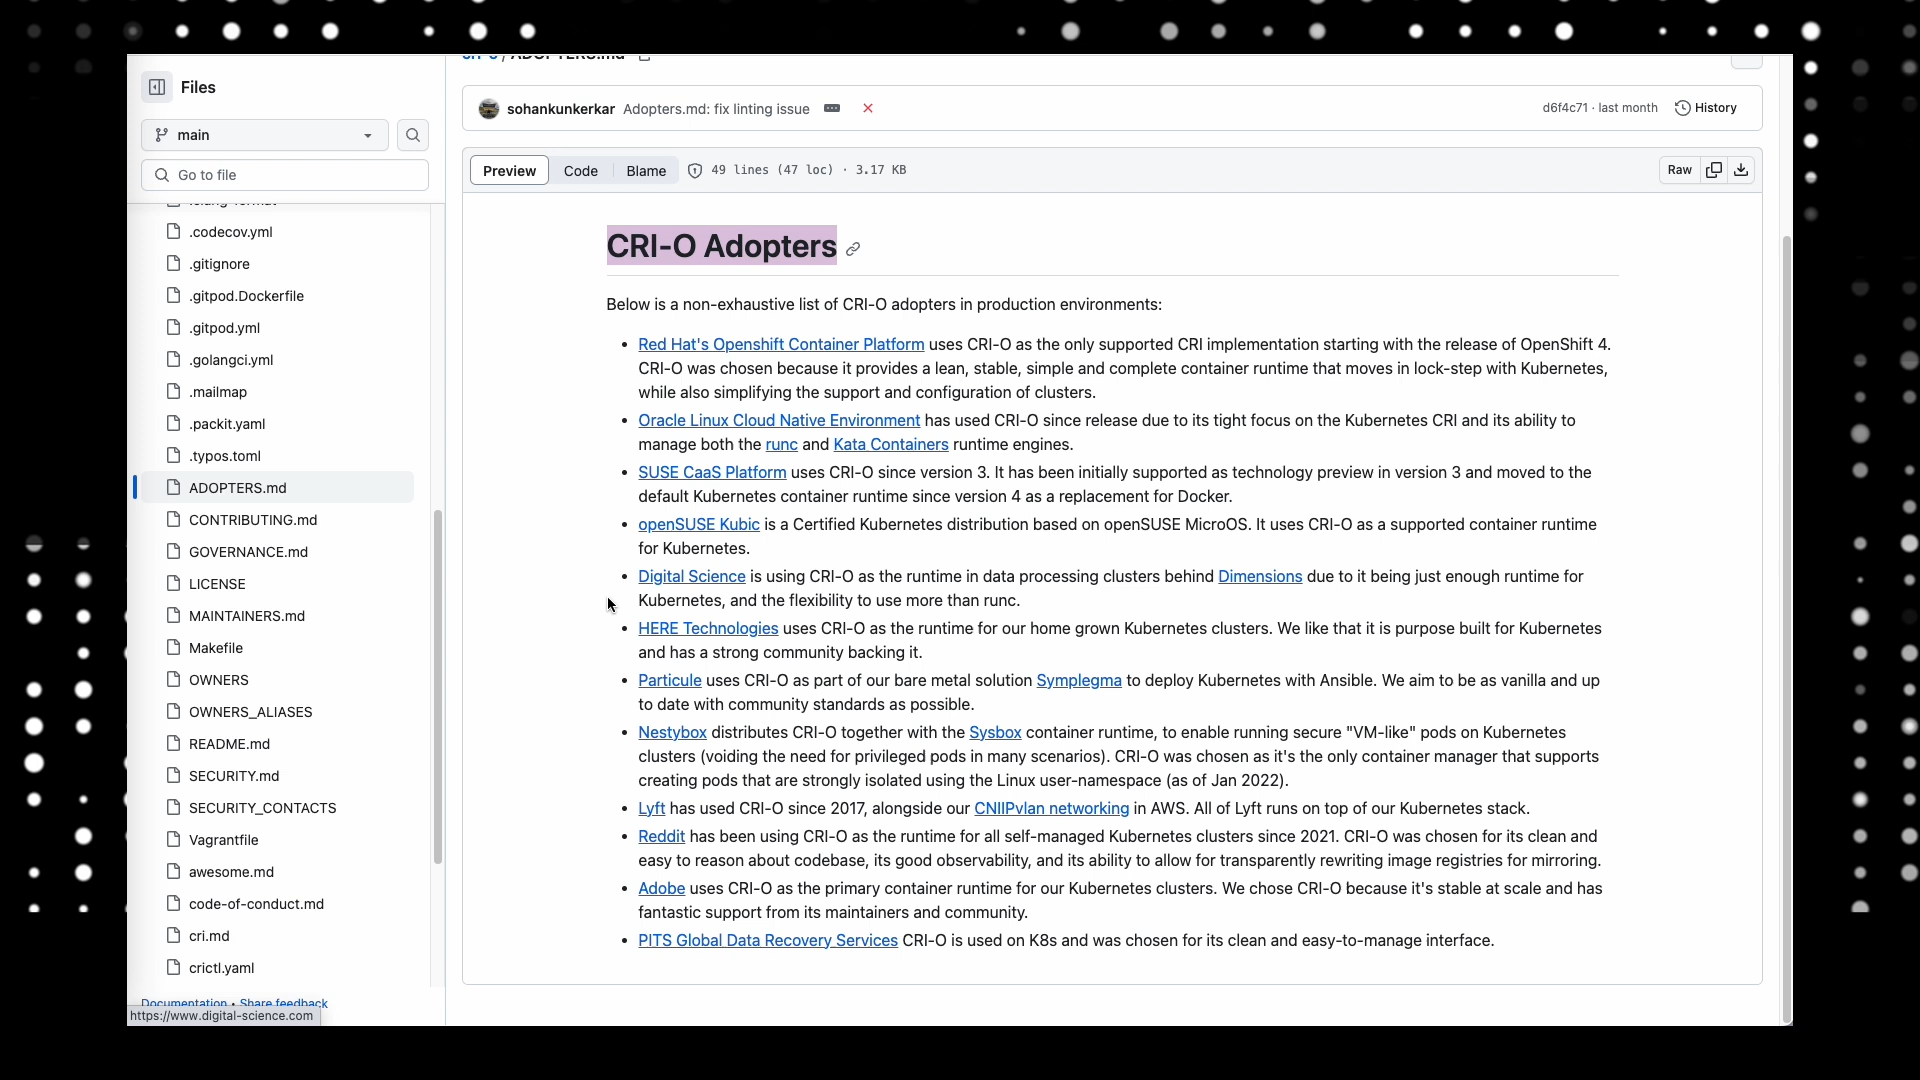 Files
main
Go to file
.codecov.yml
.gitignore
.gitpod.Dockerfile
.gitpod.yml
.golangci.yml
.mailmap
.packit.yaml
.typos.toml
ADOPTERS.md
CONTRIBUTING.md
GOVERNANCE.md
LICENSE
MAINTAINERS.md
Makefile
OWNERS
OWNERS_ALIASES
README.md
SECURITY.md
SECURITY_CONTACTS
Vagrantfile
awesome.md
code-of-conduct.md
cri.md
crictl.yaml
Documentation • Share feedback
https://www.digital-science.com
sohankunkerkar Adopters.md: fix linting issue
d6f4c71 · last month History
Preview Code Blame 49 lines (47 loc) · 3.17 KB Raw
CRI-O Adopters
Below is a non-exhaustive list of CRI-O adopters in production environments:
• Red Hat's Openshift Container Platform uses CRI-O as the only supported CRI implementation starting with the release of OpenShift 4.
CRI-O was chosen because it provides a lean, stable, simple and complete container runtime that moves in lock-step with Kubernetes,
while also simplifying the support and configuration of clusters.
• Oracle Linux Cloud Native Environment has used CRI-O since release due to its tight focus on the Kubernetes CRI and its ability to
manage both the runc and Kata Containers runtime engines.
• SUSE CaaS Platform uses CRI-O since version 3. It has been initially supported as technology preview in version 3 and moved to the
default Kubernetes container runtime since version 4 as a replacement for Docker.
• openSUSE Kubic is a Certified Kubernetes distribution based on openSUSE MicroOS. It uses CRI-O as a supported container runtime
for Kubernetes.
• Digital Science is using CRI-O as the runtime in data processing clusters behind Dimensions due to it being just enough runtime for
Kubernetes, and the flexibility to use more than runc.
• HERE Technologies uses CRI-O as the runtime for our home grown Kubernetes clusters. We like that it is purpose built for Kubernetes
and has a strong community backing it.
• Particule uses CRI-O as part of our bare metal solution Symplegma to deploy Kubernetes with Ansible. We aim to be as vanilla and up
to date with community standards as possible.
• Nestybox distributes CRI-O together with the Sysbox container runtime, to enable running secure "VM-like" pods on Kubernetes
clusters (voiding the need for privileged pods in many scenarios). CRI-O was chosen as it's the only container manager that supports
creating pods that are strongly isolated using the Linux user-namespace (as of Jan 2022).
• Lyft has used CRI-O since 2017, alongside our CNIIPvlan networking in AWS. All of Lyft runs on top of our Kubernetes stack.
• Reddit has been using CRI-O as the runtime for all self-managed Kubernetes clusters since 2021. CRI-O was chosen for its clean and
easy to reason about codebase, its good observability, and its ability to allow for transparently rewriting image registries for mirroring.
• Adobe uses CRI-O as the primary container runtime for our Kubernetes clusters. We chose CRI-O because it's stable at scale and has
fantastic support from its maintainers and community.
• PITS Global Data Recovery Services CRI-O is used on K8s and was chosen for its clean and easy-to-manage interface.